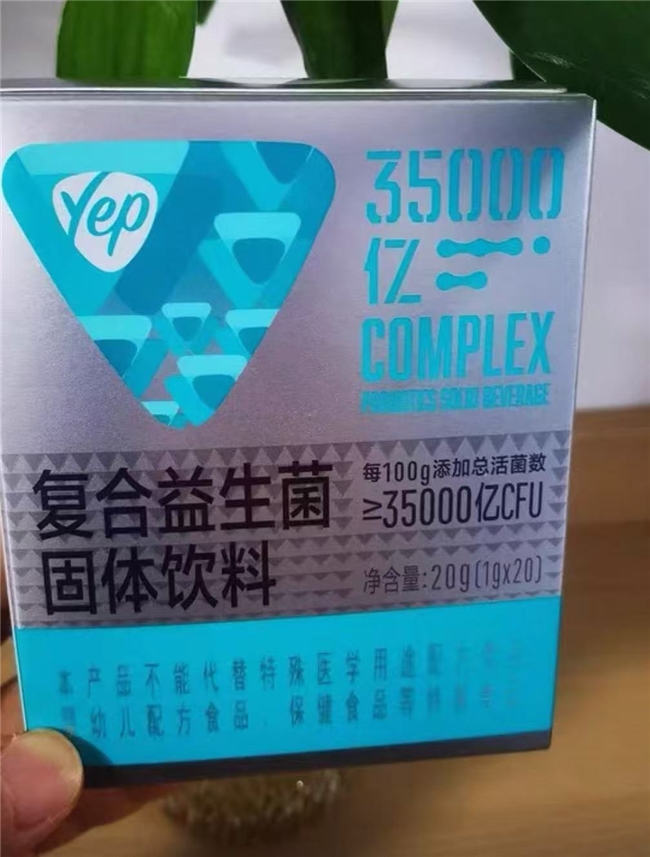 Yep
35000
亿
COMPLEX
PROBIOTICS SOLID BEVERAGE
复合益生菌
固体饮料
每100g添加总活菌数
≥35000亿CFU
净含量:20g(1gx20)
本产品不能代替特殊医学用途配方食品、
婴幼儿配方食品、保健食品等特殊食品